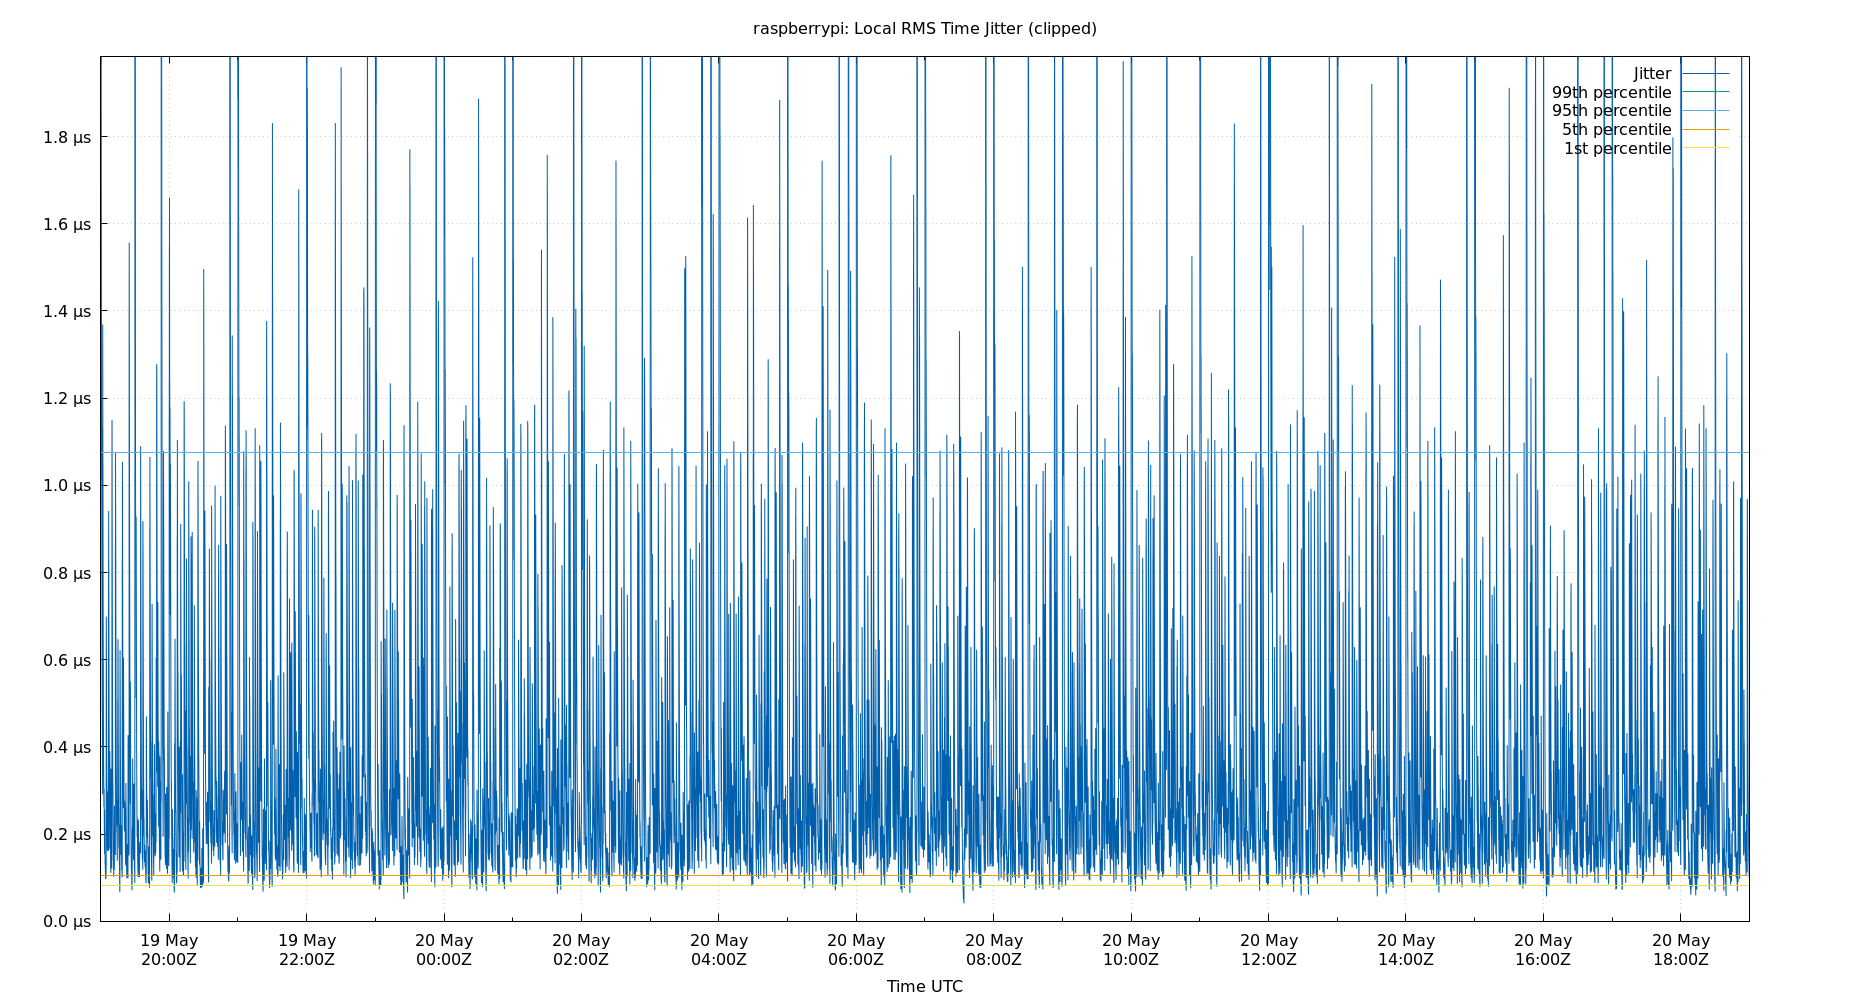 raspberrypi: Local RMS Time Jitter (clipped)
Jitter
99th percentile
95th percentile
5th percentile
1st percentile
1.8 µs
1.6 µs
1.4 µs
1.2 µs
1.0 µs
0.8 µs
0.6 µs
0.4 µs
0.2 µs
0.0 µs
19 May 19 May 20 May 20 May 20 May 20 May 20 May 20 May 20 May 20 May 20 May 20 May
20:00Z 22:00Z 00:00Z 02:00Z 04:00Z 06:00Z 08:00Z 10:00Z 12:00Z 14:00Z 16:00Z 18:00Z
Time UTC